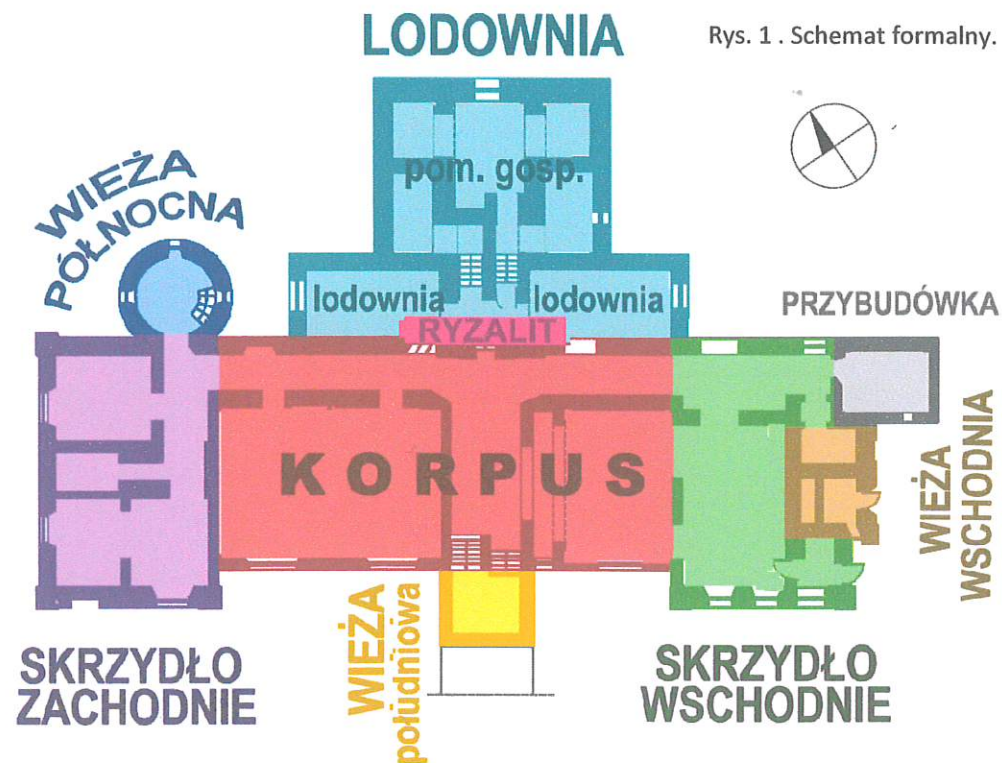 LODOWNIA
Rys. 1 . Schemat formalny.
pom. gosp.
WIEŻA
PÓŁNOCNA
lodownia
lodownia
RYZALIT
PRZYBUDÓWKA
KORPUS
WIEŻA
WSCHODNIA
WIEŻA
południowa
SKRZYDŁO
ZACHODNIE
SKRZYDŁO
WSCHODNIE